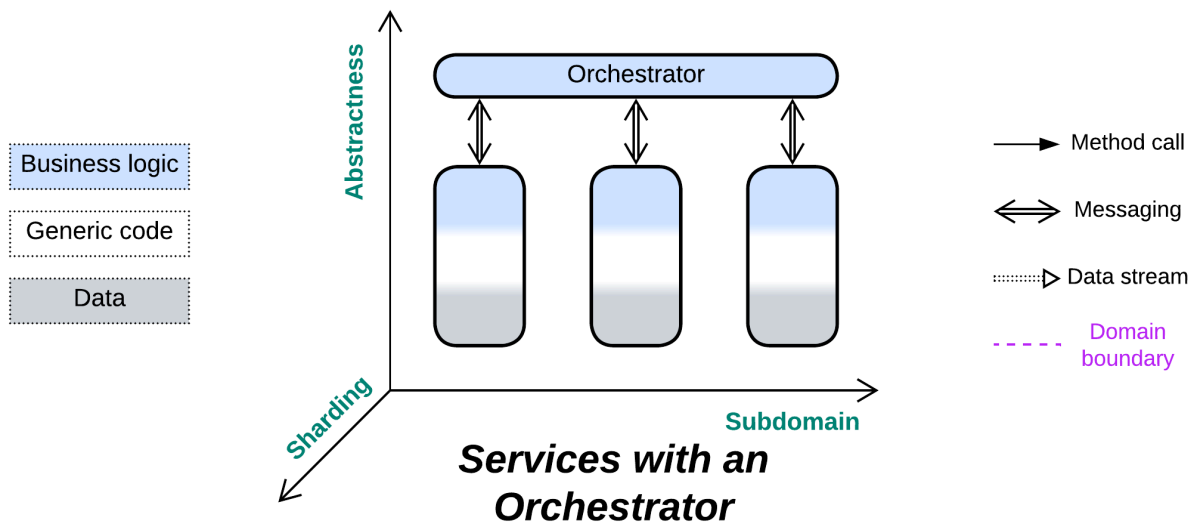 Abstractness
Orchestrator
Business logic
Generic code
Data
Method call
Messaging
Data stream
Domain
boundary
Sharding
Subdomain
Services with an
Orchestrator